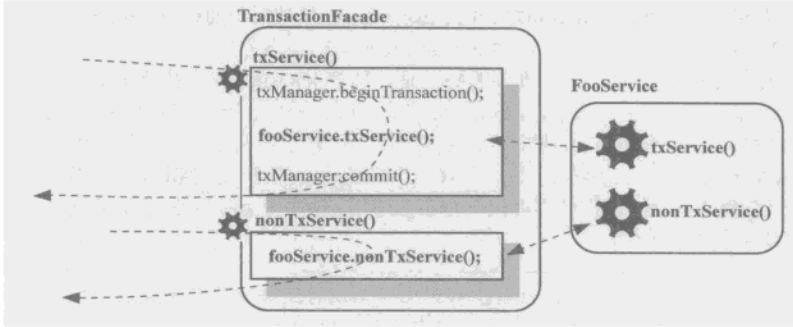 TransactionFacade
txService()
txManager.beginTransaction();
fooService.txService();
txManager.commit();
nonTxService()
fooService.nonTxService();
FooService
txService()
nonTxService()